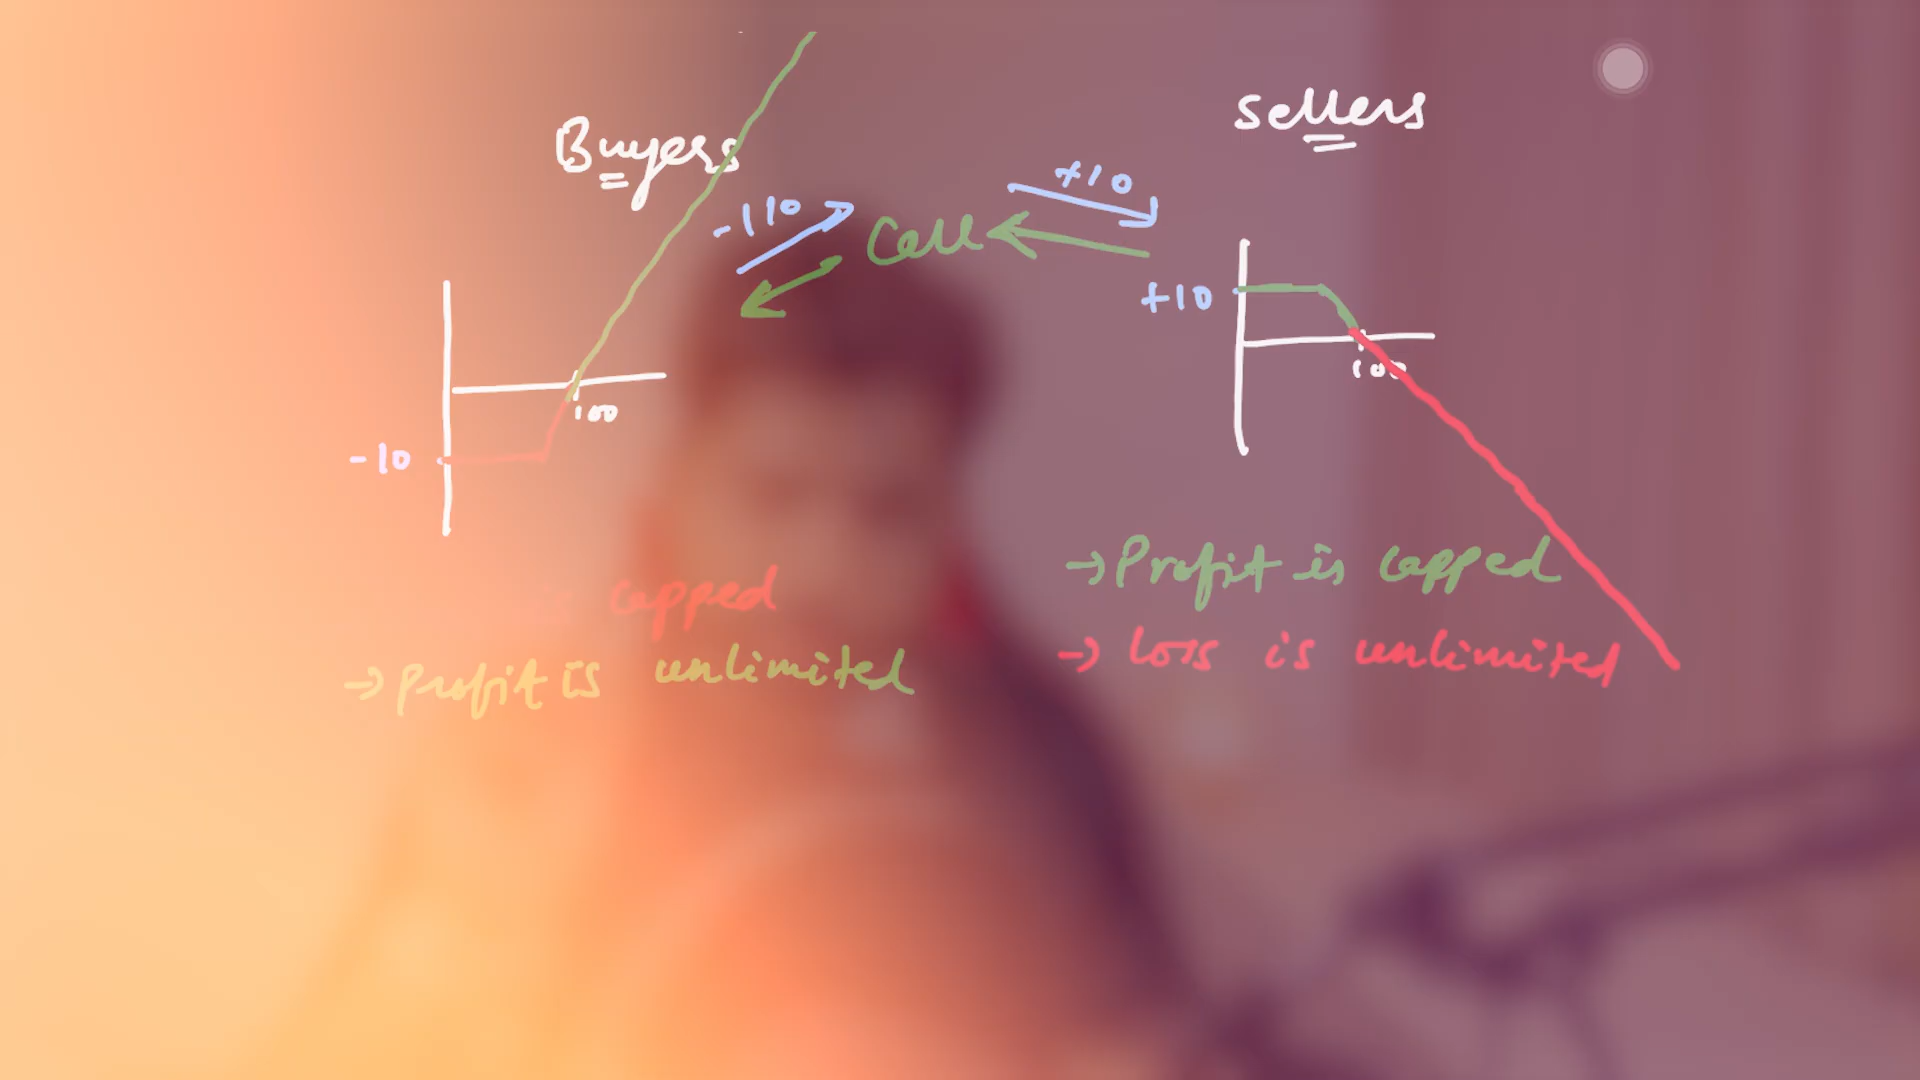 Buyers
sellers
-110
+10
Call
+10
100
100
-10
is capped
→ Profit is unlimited
→ Profit is capped
→ loss is unlimited